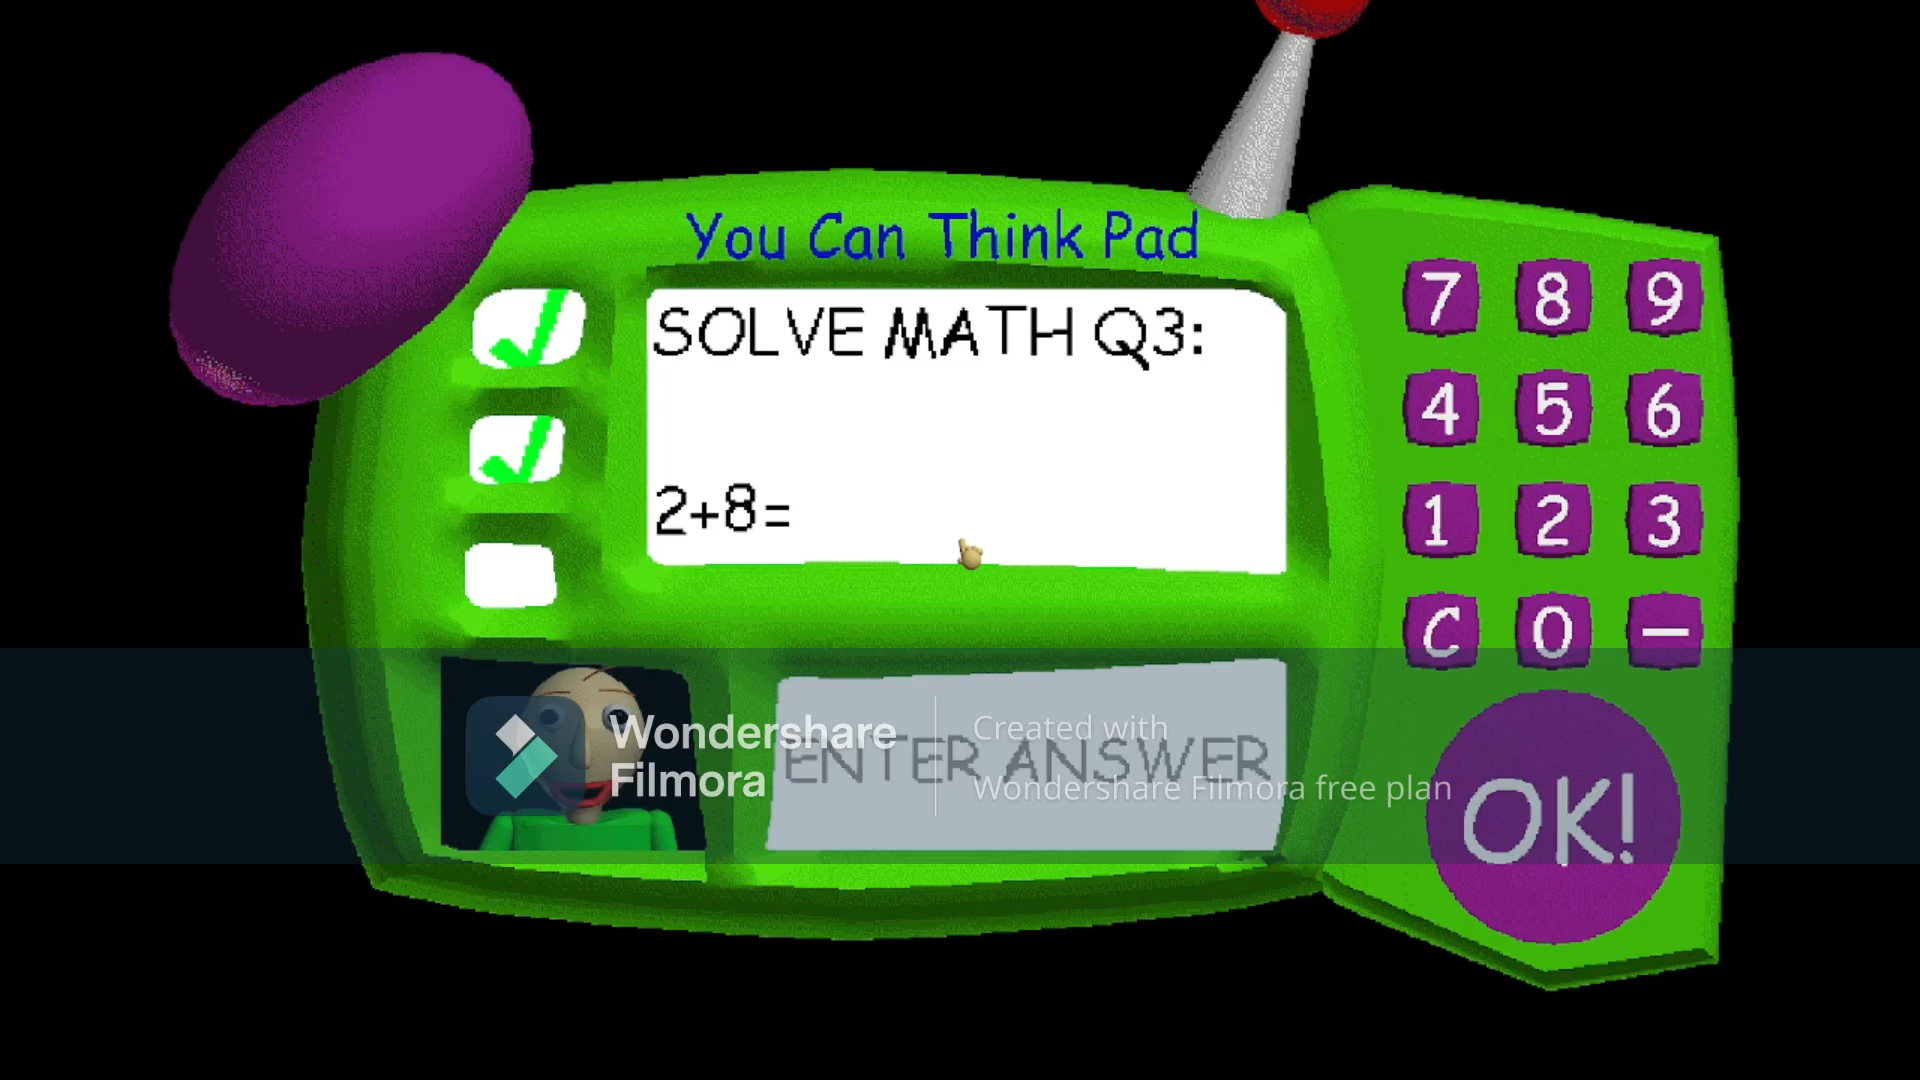 You Can Think Pad
SOLVE MATH Q3:
2+8=
7 8 9
4 5 6
1 2 3
C 0 −
Wondershare
Filmora
Created with
Wondershare Filmora free plan
ENTER ANSWER
OK!